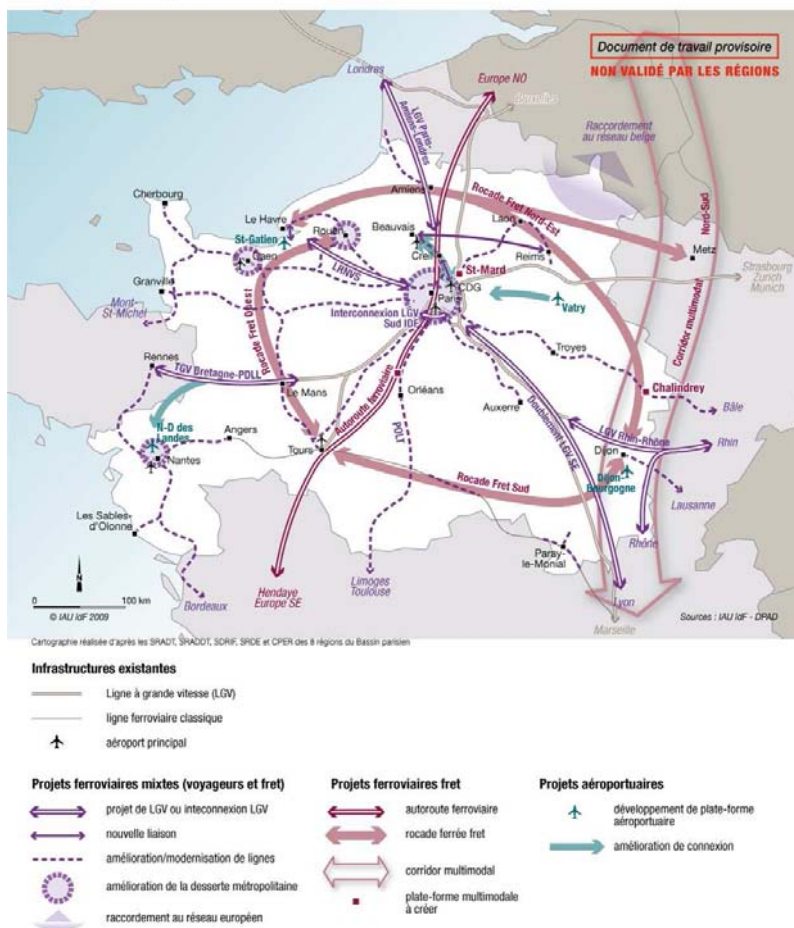 Document de travail provisoire
NON VALIDÉ PAR LES RÉGIONS
Londres
Europe NO
Bruxelles
LGV Paris-
Amiens-Londres
Raccordement
au réseau belge
Nord-Sud
Corridor multimodal
Cherbourg
Le Havre
Amiens
Rocade Fret Nord-Est
St-Gatien
Rouen
Beauvais
Laon
Metz
Caen
Creil
Reims
St-Mard
LRNVS
CDG
Paris
Strasbourg
Zurich
Munich
Granville
Mont-
St-Michel
Interconnexion LGV
Sud IDF
Vatry
Rocade Fret Ouest
Troyes
Rennes
TGV Bretagne-PDLL
Le Mans
Autoroute ferroviaire
Orléans
Chalindrey
Bâle
N-D des
Landes
Angers
Auxerre
Doublement LGV SE
LGV Rhin-Rhône
Rhin
Nantes
Tours
POLT
Dijon
Rocade Fret Sud
Dijon-
Bourgogne
Lausanne
Les Sables-
d'Olonne
Paray-
le-Monial
Rhône
Bordeaux
Hendaye
Europe SE
Limoges
Toulouse
Lyon
Marseille
N
0 100 km
© IAU IdF 2009
Sources : IAU IdF - DPAD
Cartographie réalisée d'après les SRADT, SRADDT, SDRIF, SRDE et CPER des 8 régions du Bassin parisien
Infrastructures existantes
Ligne à grande vitesse (LGV)
ligne ferroviaire classique
aéroport principal
Projets ferroviaires mixtes (voyageurs et fret)
projet de LGV ou inteconnexion LGV
nouvelle liaison
amélioration/modernisation de lignes
amélioration de la desserte métropolitaine
raccordement au réseau européen
Projets ferroviaires fret
autoroute ferroviaire
rocade ferrée fret
corridor multimodal
plate-forme multimodale
à créer
Projets aéroportuaires
développement de plate-forme
aéroportuaire
amélioration de connexion